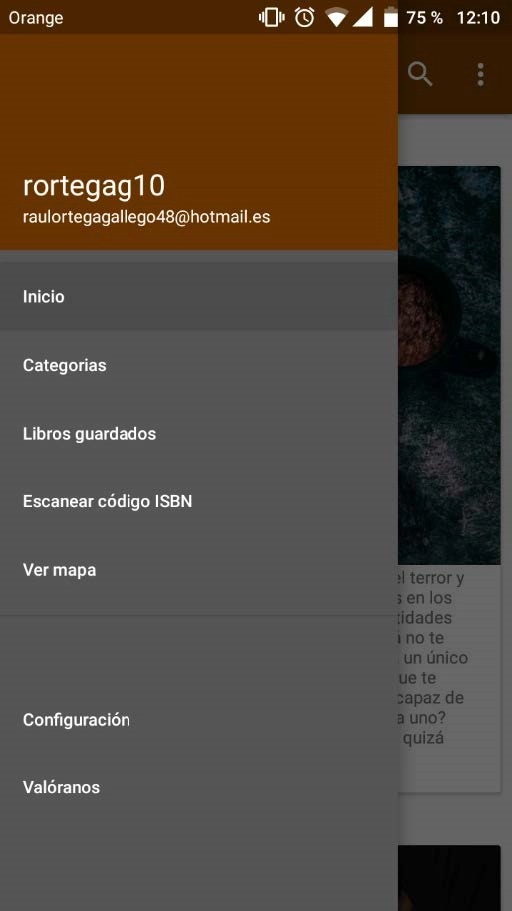 Orange 75 % 12:10
rortegag10
raulortegagallego48@hotmail.es
Inicio
Categorias
Libros guardados
Escanear código ISBN
Ver mapa
el terror y
s en los
tidades
á no te
un único
ue te
capaz de
a uno?
quizá
Configuración
Valóranos